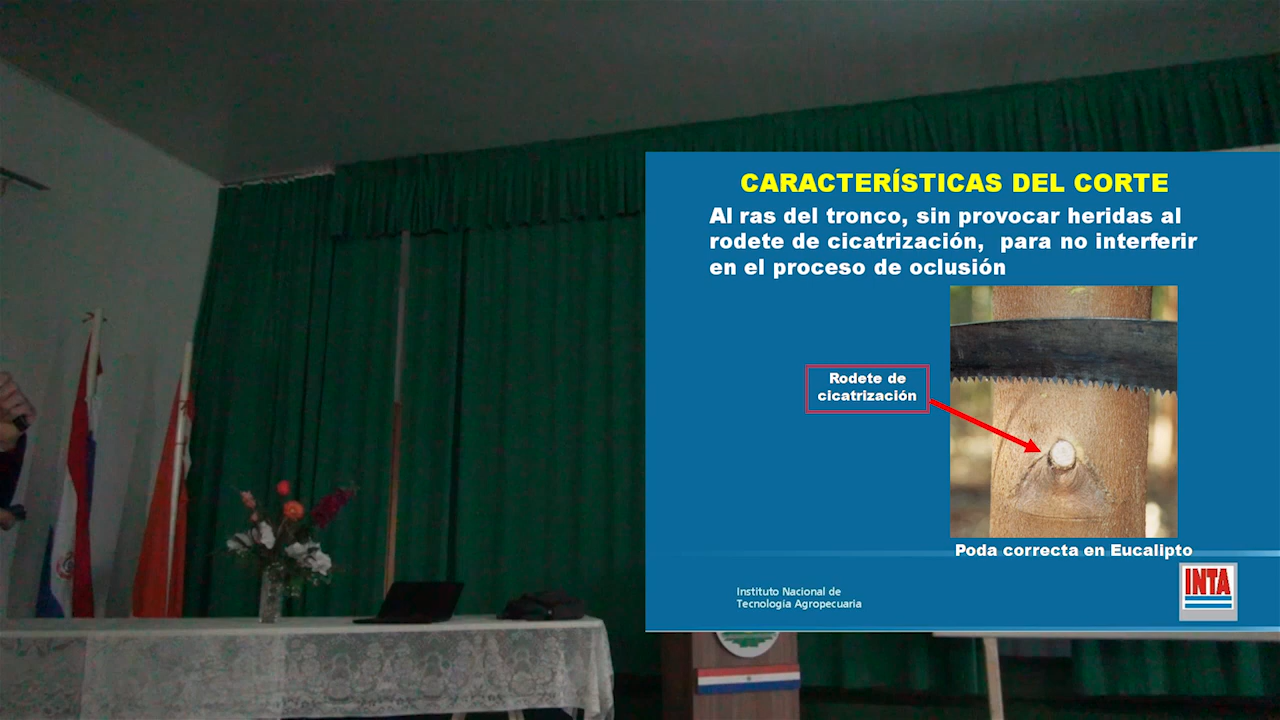 CARACTERÍSTICAS DEL CORTE
Al ras del tronco, sin provocar heridas al
rodete de cicatrización, para no interferir
en el proceso de oclusión
Rodete de
cicatrización
Poda correcta en Eucalipto
Instituto Nacional de
Tecnología Agropecuaria
INTA